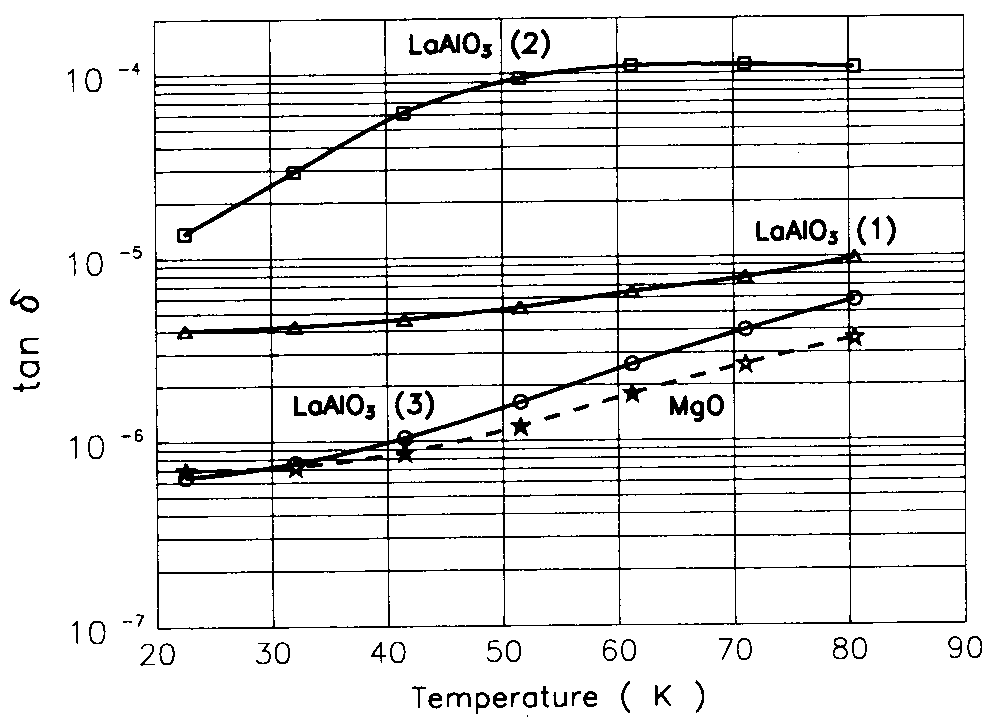 LaAlO₃ (2)
10⁻⁴
LaAlO₃ (1)
10⁻⁵
tan δ
LaAlO₃ (3)
MgO
10⁻⁶
10⁻⁷
20 30 40 50 60 70 80 90
Temperature ( K )